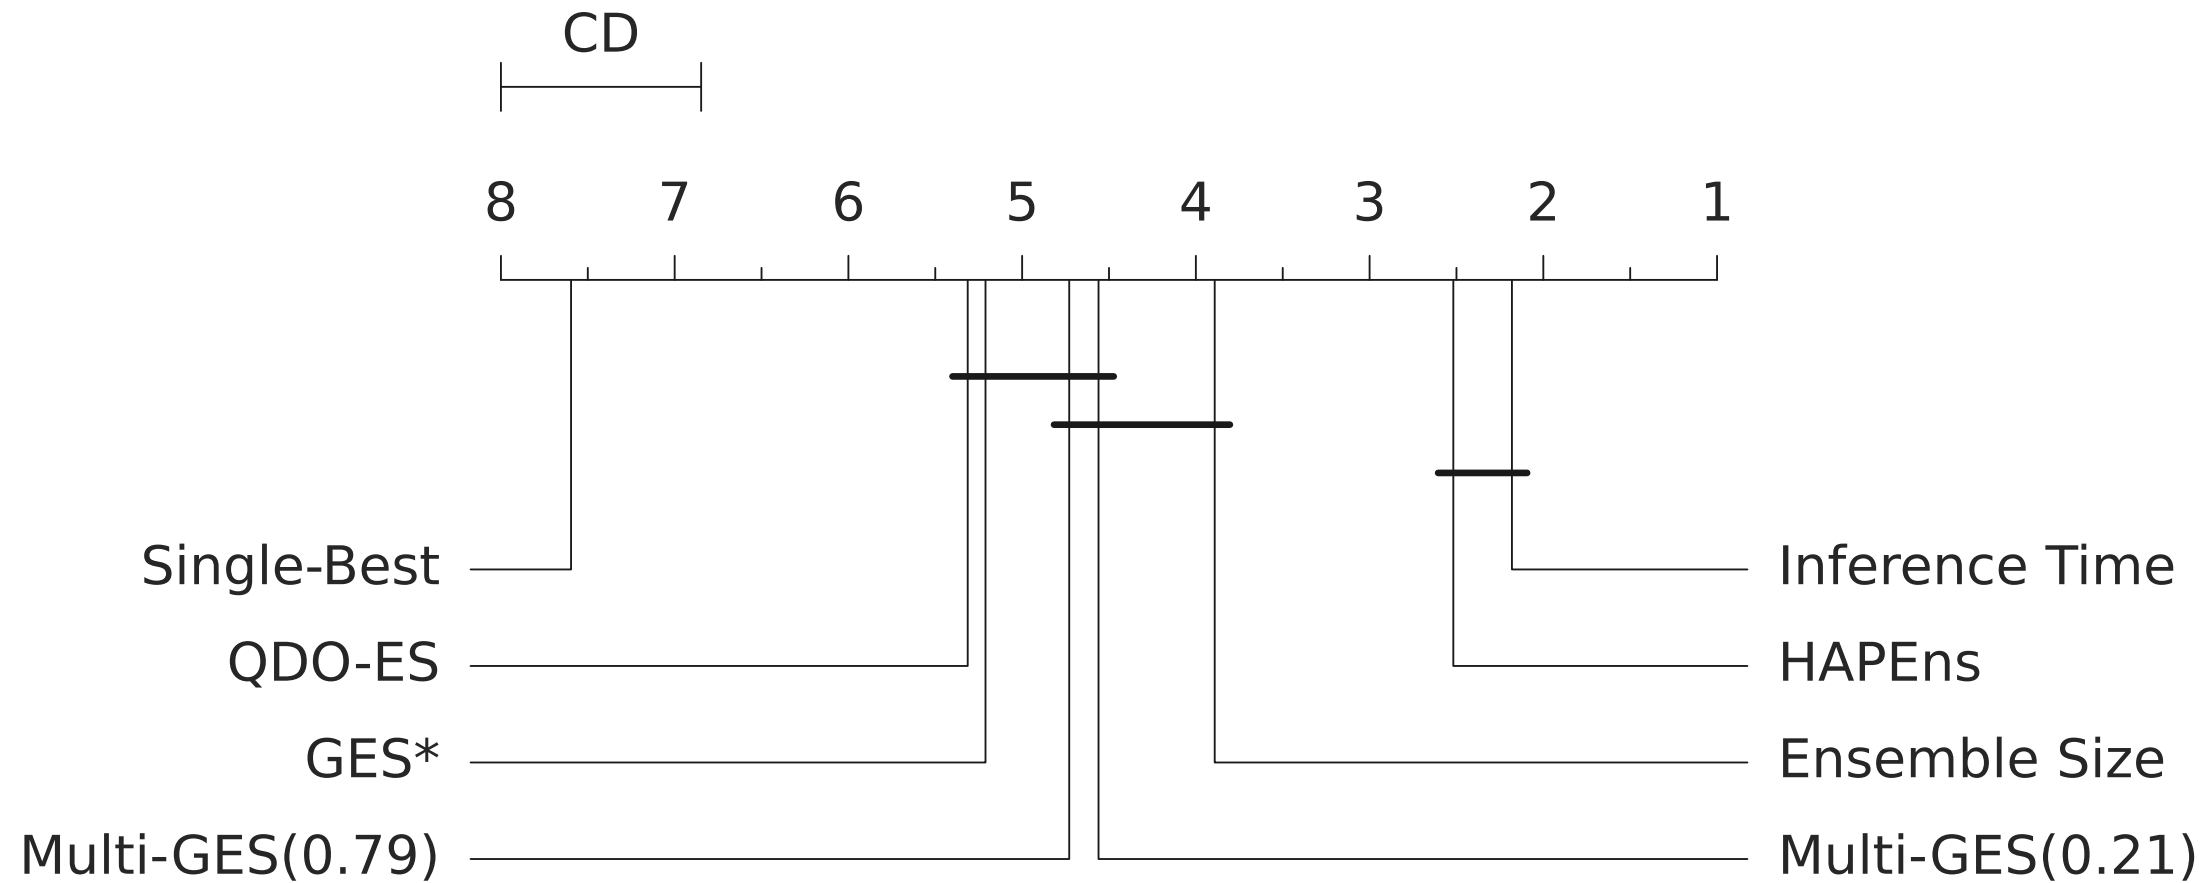 CD
8 7 6 5 4 3 2 1
Single-Best
Inference Time
QDO-ES
HAPEns
GES*
Ensemble Size
Multi-GES(0.79)
Multi-GES(0.21)